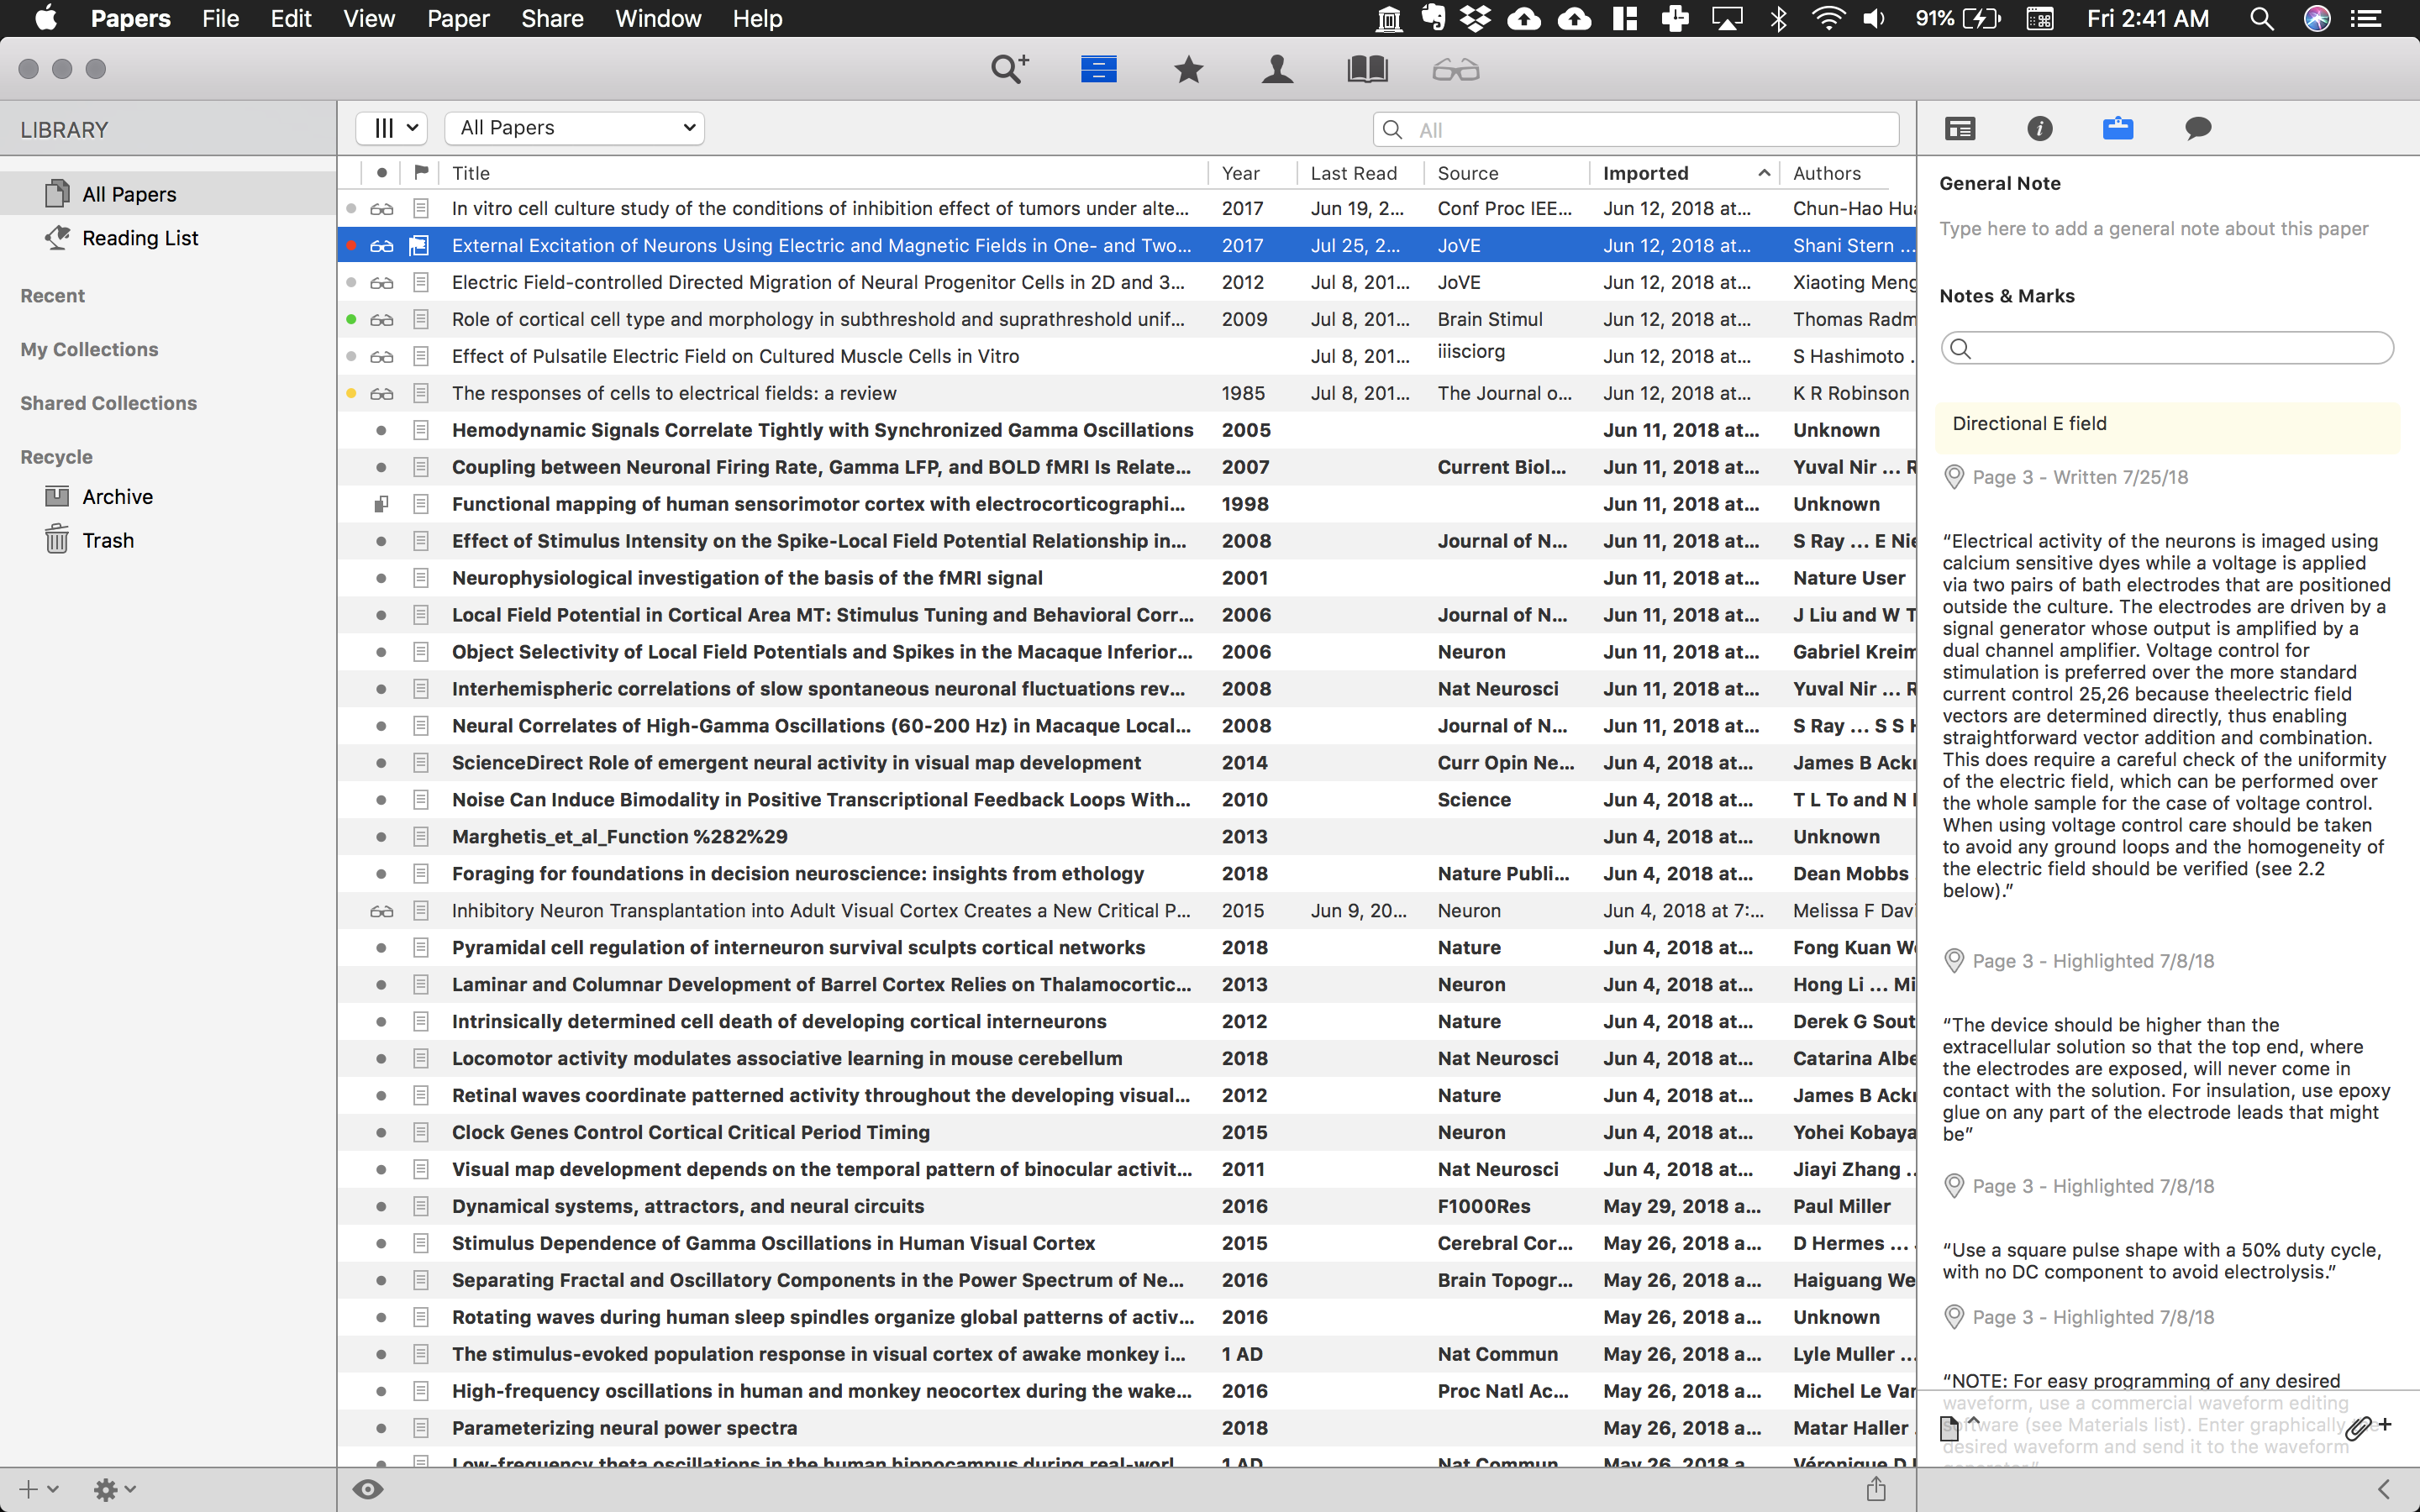 Papers File Edit View Paper Share Window Help 91% Fri 2:41 AM
LIBRARY
All Papers
Reading List
Recent
My Collections
Shared Collections
Recycle
Archive
Trash
All Papers All
Title Year Last Read Source Imported Authors
In vitro cell culture study of the conditions of inhibition effect of tumors under alte... 2017 Jun 19, 2... Conf Proc IEE... Jun 12, 2018 at... Chun-Hao
External Excitation of Neurons Using Electric and Magnetic Fields in One- and Two... 2017 Jul 25, 2... JoVE Jun 12, 2018 at... Shani Stern ...
Electric Field-controlled Directed Migration of Neural Progenitor Cells in 2D and 3... 2012 Jul 8, 201... JoVE Jun 12, 2018 at... Xiaoting Meng
Role of cortical cell type and morphology in subthreshold and suprathreshold unif... 2009 Jul 8, 201... Brain Stimul Jun 12, 2018 at... Thomas Radm
Effect of Pulsatile Electric Field on Cultured Muscle Cells in Vitro Jul 8, 201... iiisciorg Jun 12, 2018 at... S Hashimoto .
The responses of cells to electrical fields: a review 1985 Jul 8, 201... The Journal o... Jun 12, 2018 at... K R Robinson
Hemodynamic Signals Correlate Tightly with Synchronized Gamma Oscillations 2005 Jun 11, 2018 at... Unknown
Coupling between Neuronal Firing Rate, Gamma LFP, and BOLD fMRI Is Relate... 2007 Current Biol... Jun 11, 2018 at... Yuval Nir ... R
Functional mapping of human sensorimotor cortex with electrocorticographi... 1998 Jun 11, 2018 at... Unknown
Effect of Stimulus Intensity on the Spike-Local Field Potential Relationship in... 2008 Journal of N... Jun 11, 2018 at... S Ray ... E Nie
Neurophysiological investigation of the basis of the fMRI signal 2001 Jun 11, 2018 at... Nature User
Local Field Potential in Cortical Area MT: Stimulus Tuning and Behavioral Corr... 2006 Journal of N... Jun 11, 2018 at... J Liu and W T
Object Selectivity of Local Field Potentials and Spikes in the Macaque Inferior... 2006 Neuron Jun 11, 2018 at... Gabriel Kreim
Interhemispheric correlations of slow spontaneous neuronal fluctuations rev... 2008 Nat Neurosci Jun 11, 2018 at... Yuval Nir ... R
Neural Correlates of High-Gamma Oscillations (60-200 Hz) in Macaque Local... 2008 Journal of N... Jun 11, 2018 at... S Ray ... S S H
ScienceDirect Role of emergent neural activity in visual map development 2014 Curr Opin Ne... Jun 4, 2018 at... James B Ackr
Noise Can Induce Bimodality in Positive Transcriptional Feedback Loops With... 2010 Science Jun 4, 2018 at... T L To and N
Marghetis_et_al_Function %282%29 2013 Jun 4, 2018 at... Unknown
Foraging for foundations in decision neuroscience: insights from ethology 2018 Nature Publi... Jun 4, 2018 at... Dean Mobbs
Inhibitory Neuron Transplantation into Adult Visual Cortex Creates a New Critical P... 2015 Jun 9, 20... Neuron Jun 4, 2018 at 7:... Melissa F Davi
Pyramidal cell regulation of interneuron survival sculpts cortical networks 2018 Nature Jun 4, 2018 at... Fong Kuan
Laminar and Columnar Development of Barrel Cortex Relies on Thalamocortic... 2013 Neuron Jun 4, 2018 at... Hong Li ... Mi
Intrinsically determined cell death of developing cortical interneurons 2012 Nature Jun 4, 2018 at... Derek G Sout
Locomotor activity modulates associative learning in mouse cerebellum 2018 Nat Neurosci Jun 4, 2018 at... Catarina Albe
Retinal waves coordinate patterned activity throughout the developing visual... 2012 Nature Jun 4, 2018 at... James B Ackr
Clock Genes Control Cortical Critical Period Timing 2015 Neuron Jun 4, 2018 at... Yohei Kobaya
Visual map development depends on the temporal pattern of binocular activit... 2011 Nat Neurosci Jun 4, 2018 at... Jiayi Zhang ..
Dynamical systems, attractors, and neural circuits 2016 F1000Res May 29, 2018 a... Paul Miller
Stimulus Dependence of Gamma Oscillations in Human Visual Cortex 2015 Cerebral Cor... May 26, 2018 a... D Hermes ...
Separating Fractal and Oscillatory Components in the Power Spectrum of Ne... 2016 Brain Topogr... May 26, 2018 a... Haiguang We
Rotating waves during human sleep spindles organize global patterns of activ... 2016 May 26, 2018 a... Unknown
The stimulus-evoked population response in visual cortex of awake monkey i... 1 AD Nat Commun May 26, 2018 a... Lyle Muller ...
High-frequency oscillations in human and monkey neocortex during the wake... 2016 Proc Natl Ac... May 26, 2018 a... Michel Le Var
Parameterizing neural power spectra 2018 May 26, 2018 a... Matar Haller
Low-frequency theta oscillations in the human hippocampus during real-worl 1 AD Nat Commun May 26, 2018 a Véronique D
General Note
Type here to add a general note about this paper
Notes & Marks
Directional E field
Page 3 - Written 7/25/18
“Electrical activity of the neurons is imaged using
calcium sensitive dyes while a voltage is applied
via two pairs of bath electrodes that are positioned
outside the culture. The electrodes are driven by a
signal generator whose output is amplified by a
dual channel amplifier. Voltage control for
stimulation is preferred over the more standard
current control 25,26 because theelectric field
vectors are determined directly, thus enabling
straightforward vector addition and combination.
This does require a careful check of the uniformity
of the electric field, which can be performed over
the whole sample for the case of voltage control.
When using voltage control care should be taken
to avoid any ground loops and the homogeneity of
the electric field should be verified (see 2.2
below).”
Page 3 - Highlighted 7/8/18
“The device should be higher than the
extracellular solution so that the top end, where
the electrodes are exposed, will never come in
contact with the solution. For insulation, use epoxy
glue on any part of the electrode leads that might
be”
Page 3 - Highlighted 7/8/18
“Use a square pulse shape with a 50% duty cycle,
with no DC component to avoid electrolysis.”
Page 3 - Highlighted 7/8/18
“NOTE: For easy programming of any desired
waveform, use a commercial waveform editing
software (see Materials list). Enter graphically
desired waveform and send it to the waveform